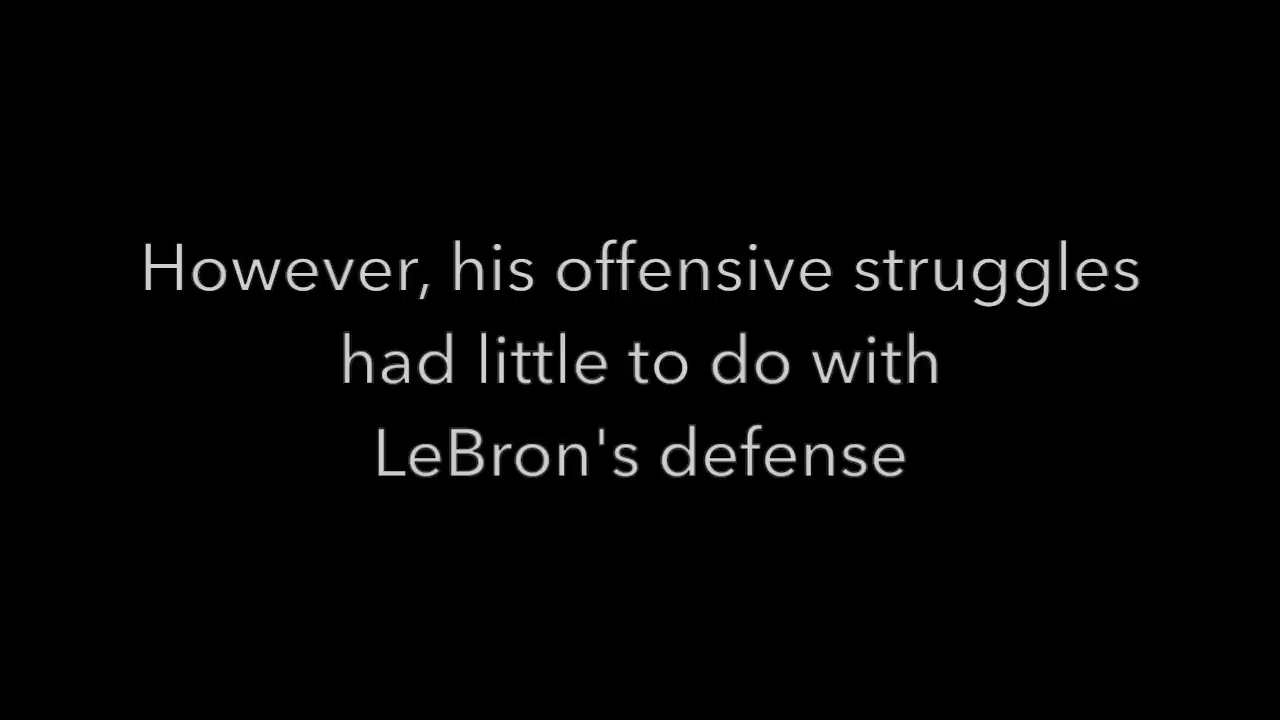 However, his offensive struggles
had little to do with
LeBron's defense